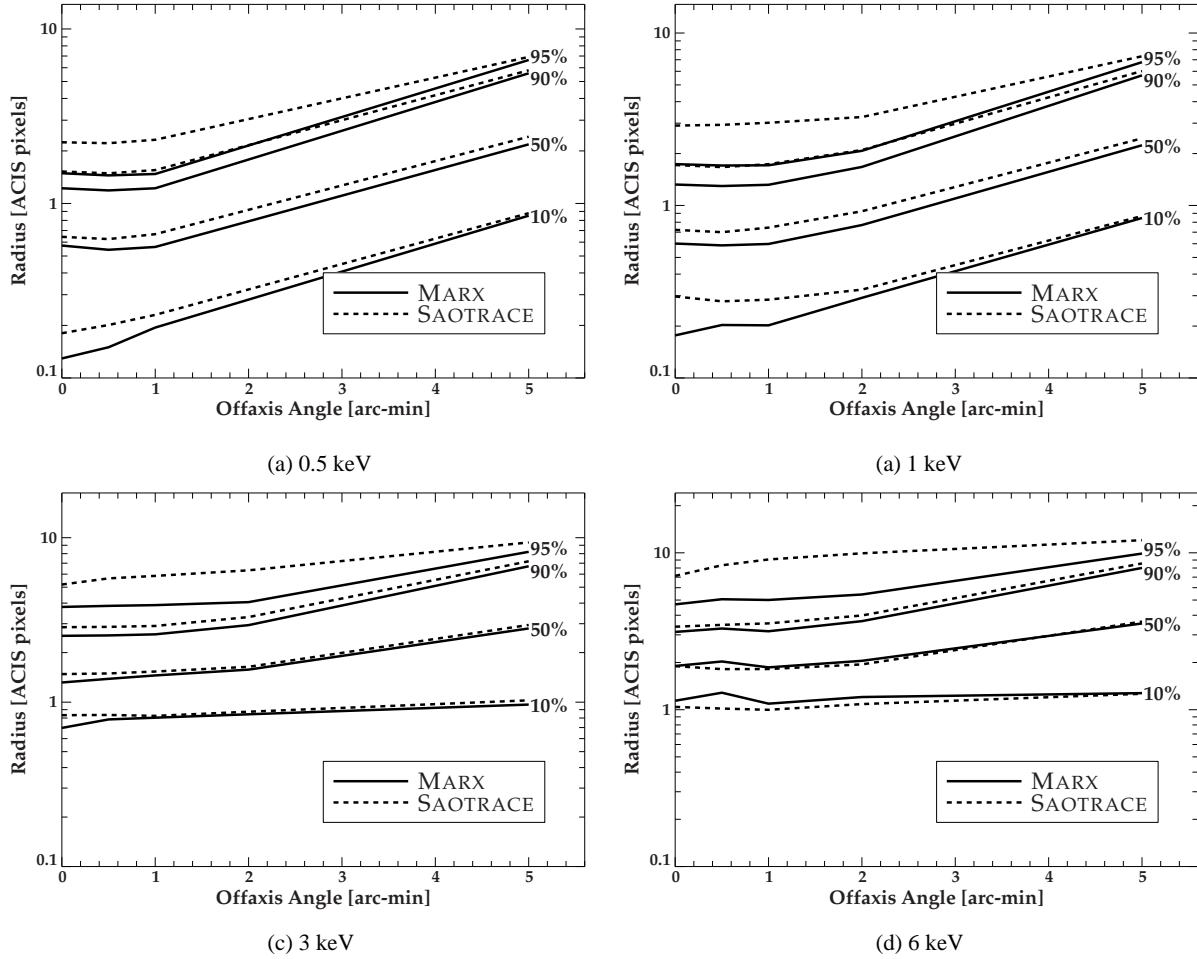 10
1
0.1
Radius [ACIS pixels]
95%
90%
50%
10%
MARX
SAOTRACE
0 1 2 3 4 5
Offaxis Angle [arc-min]
(a) 0.5 keV
10
1
0.1
Radius [ACIS pixels]
95%
90%
50%
10%
MARX
SAOTRACE
0 1 2 3 4 5
Offaxis Angle [arc-min]
(a) 1 keV
10
1
0.1
Radius [ACIS pixels]
95%
90%
50%
10%
MARX
SAOTRACE
0 1 2 3 4 5
Offaxis Angle [arc-min]
(c) 3 keV
10
1
0.1
Radius [ACIS pixels]
95%
90%
50%
10%
MARX
SAOTRACE
0 1 2 3 4 5
Offaxis Angle [arc-min]
(d) 6 keV